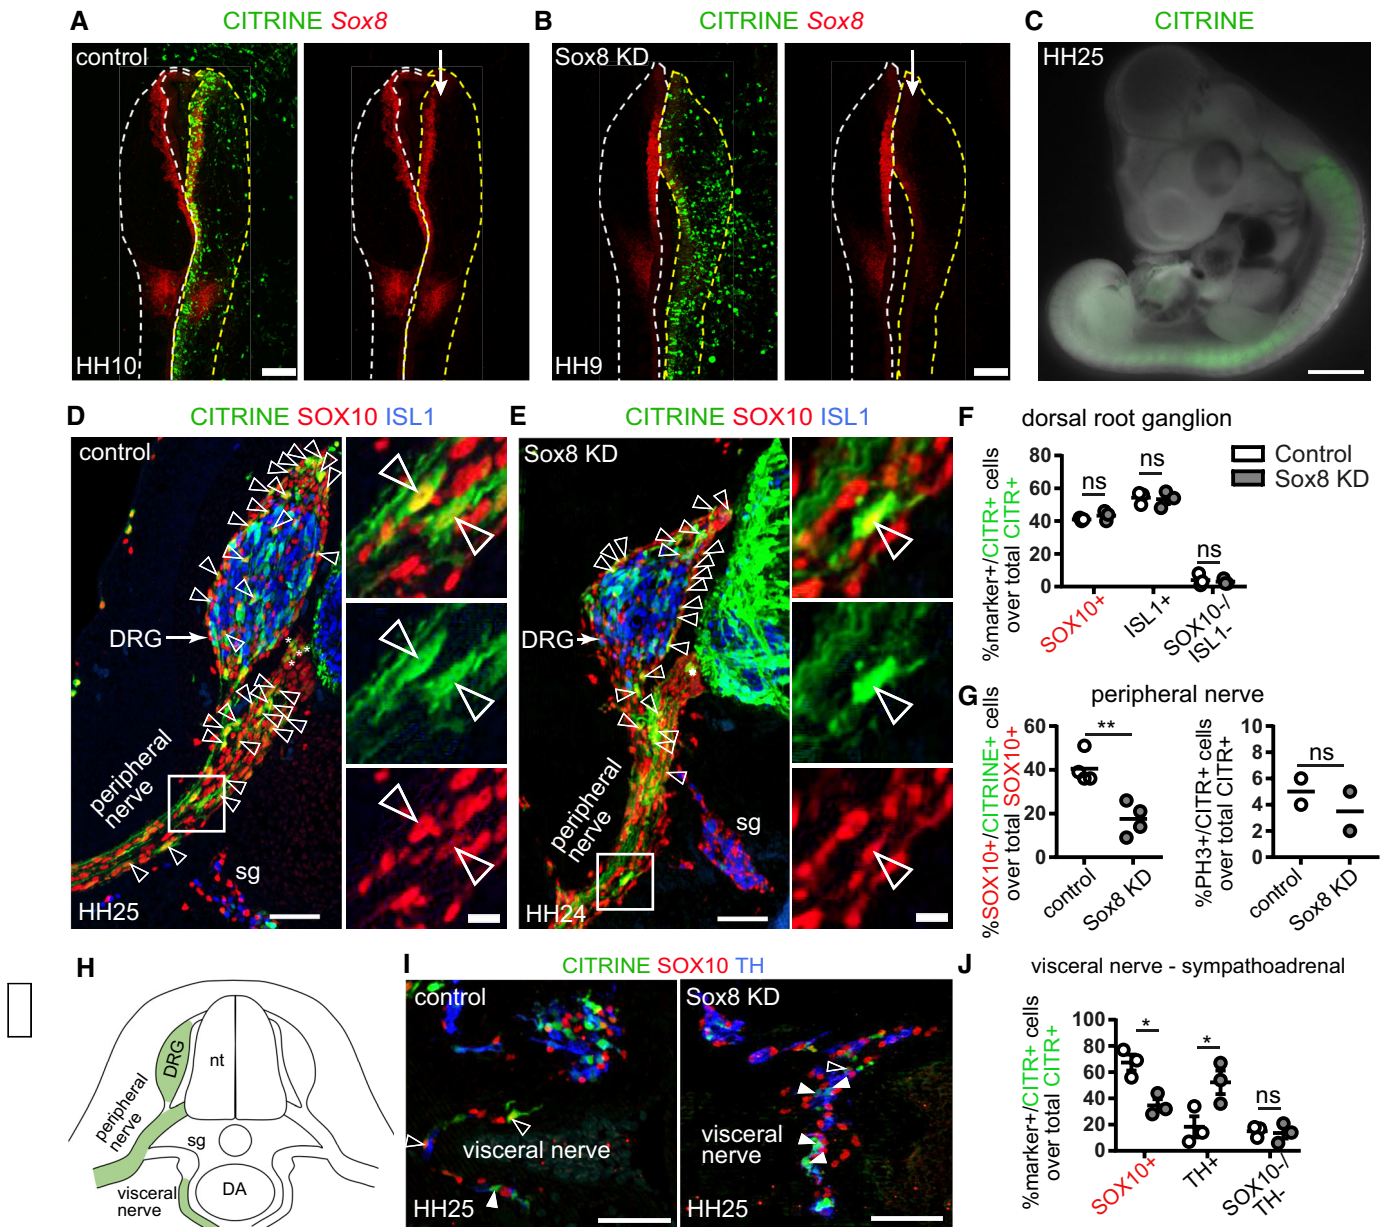 A
CITRINE Sox8
control
HH10
B
CITRINE Sox8
Sox8 KD
HH9
C
CITRINE
HH25
D
CITRINE SOX10 ISL1
control
DRG
* * * *
peripheral
nerve
sg
HH25
E
CITRINE SOX10 ISL1
Sox8 KD
DRG
*
peripheral
nerve
sg
HH24
F
dorsal root ganglion
Control
Sox8 KD
%marker+/CITR+ cells
over total CITR+
80
60
40
20
0
ns
ns
ns
SOX10+
ISL1+
SOX10-/
ISL1-
G
peripheral nerve
%SOX10+/CITRINE+ cells
over total SOX10+
60
40
20
0
**
control
Sox8 KD
%PH3+/CITR+ cells
over total CITR+
10
8
6
4
2
0
ns
control
Sox8 KD
H
DRG
nt
peripheral
nerve
sg
visceral
nerve
DA
I
CITRINE SOX10 TH
control
visceral nerve
HH25
Sox8 KD
visceral
nerve
HH25
J
visceral nerve - sympathoadrenal
%marker+/CITR+ cells
over total CITR+
100
80
60
40
20
0
*
*
ns
SOX10+
TH+
SOX10-/
TH-